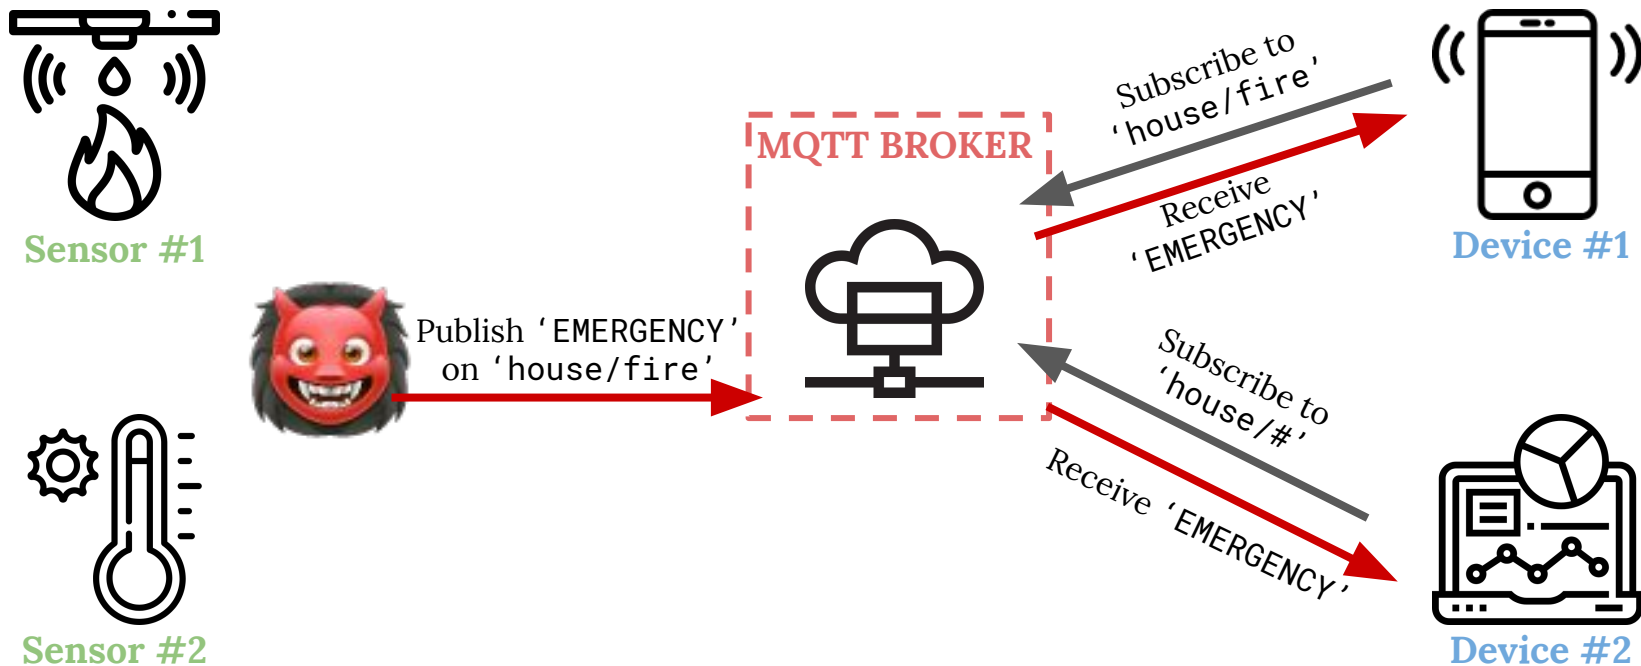 Sensor #1
Sensor #2
Publish ‘EMERGENCY’
on ‘house/fire’
MQTT BROKER
Subscribe to
‘house/fire’
Receive
‘EMERGENCY’
Device #1
Subscribe to
‘house/#’
Receive ‘EMERGENCY’
Device #2